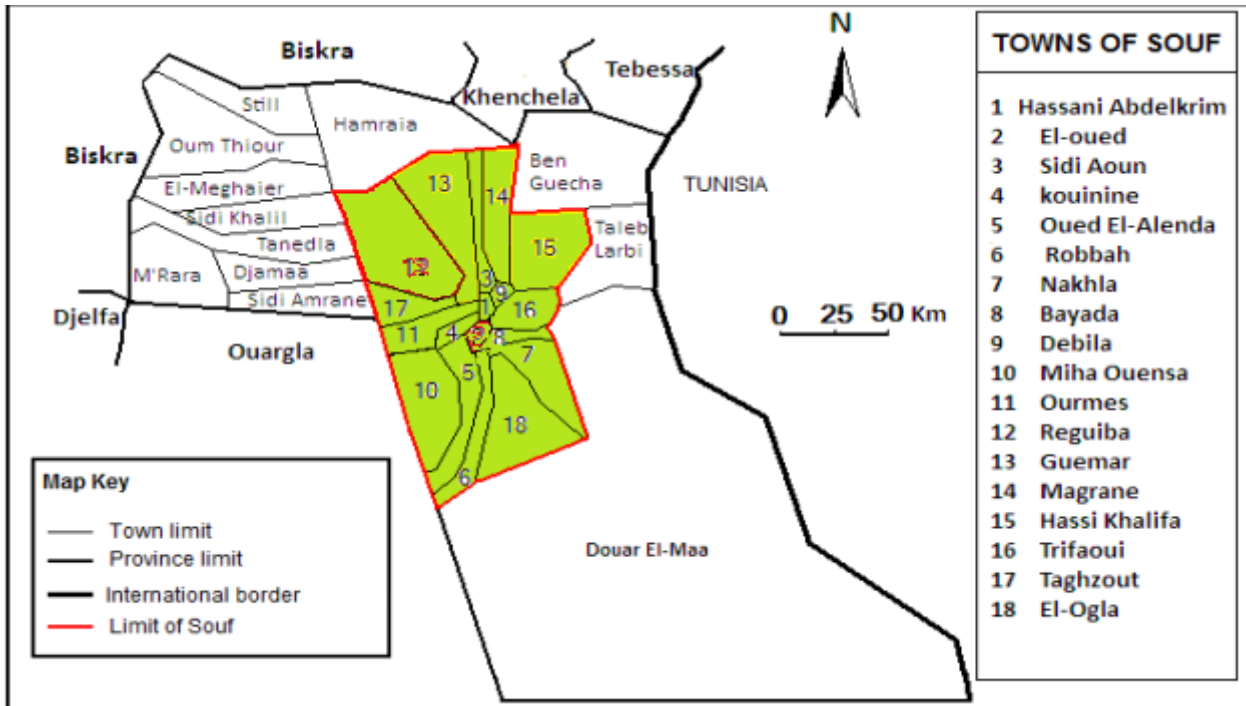 Biskra
N
Tebessa
Khenchela
Still
Hamraia
Oum Thiour
Biskra
Ben
Guecha
TUNISIA
El-Meghaier
Sidi Khalil
Taleb
Larbi
Tanedla
M'Rara
Djamaa
Sidi Amrane
Djelfa
Ouargla
13
14
15
12
3
9
17
1
16
11
4
2
8
7
5
10
18
6
0 25 50 Km
Douar El-Maa
Map Key
Town limit
Province limit
International border
Limit of Souf
TOWNS OF SOUF
1 Hassani Abdelkrim
2 El-oued
3 Sidi Aoun
4 kouinine
5 Oued El-Alenda
6 Robbah
7 Nakhla
8 Bayada
9 Debila
10 Miha Ouensa
11 Ourmes
12 Reguiba
13 Guemar
14 Magrane
15 Hassi Khalifa
16 Trifaoui
17 Taghzout
18 El-Ogla